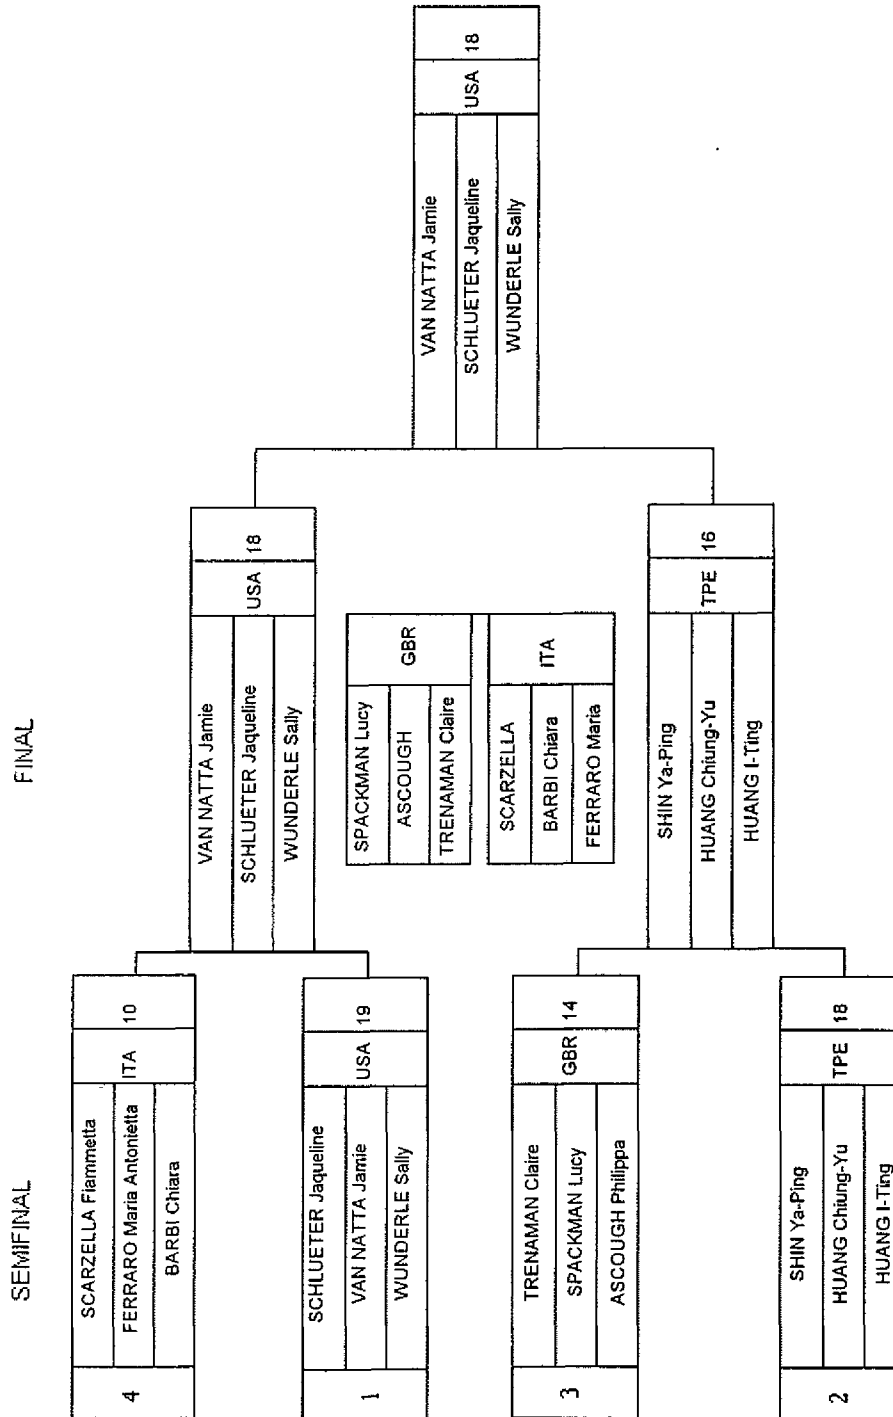 SEMIFINAL
FINAL
4
SCARZELLA Fiammetta
FERRARO Maria Antonietta
BARBI Chiara
ITA
10
1
SCHLUETER Jaqueline
VAN NATTA Jamie
WUNDERLE Sally
USA
19
3
TRENAMAN Claire
SPACKMAN Lucy
ASCOUGH Philippa
GBR
14
2
SHIN Ya-Ping
HUANG Chiung-Yu
HUANG I-Ting
TPE
18
VAN NATTA Jamie
SCHLUETER Jaqueline
WUNDERLE Sally
USA
18
SPACKMAN Lucy
ASCOUGH
TRENAMAN Claire
GBR
SCARZELLA
BARBI Chiara
FERRARO Maria
ITA
SHIN Ya-Ping
HUANG Chiung-Yu
HUANG I-Ting
TPE
16
VAN NATTA Jamie
SCHLUETER Jaqueline
WUNDERLE Sally
USA
18